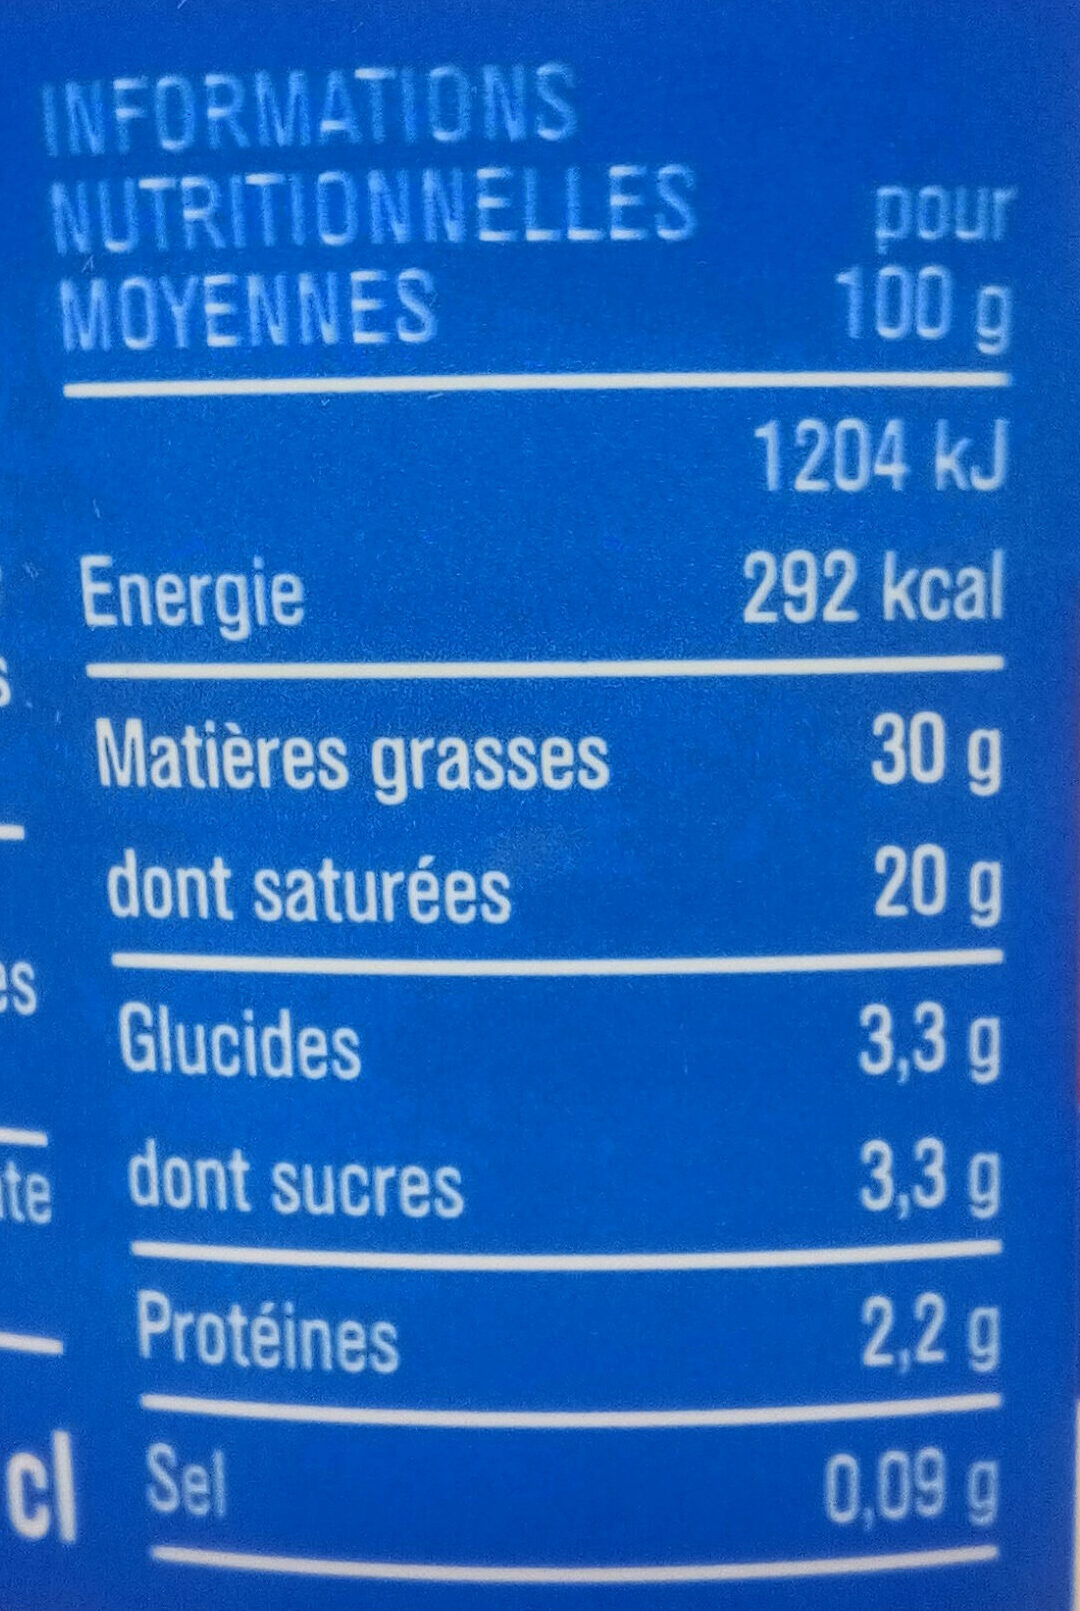 INFORMATIONS
NUTRITIONNELLES
MOYENNES
pour
100 g
1204 kJ
Energie 292 kcal
Matières grasses 30 g
dont saturées 20 g
Glucides 3,3 g
dont sucres 3,3 g
Protéines 2,2 g
Sel 0,09 g
cl